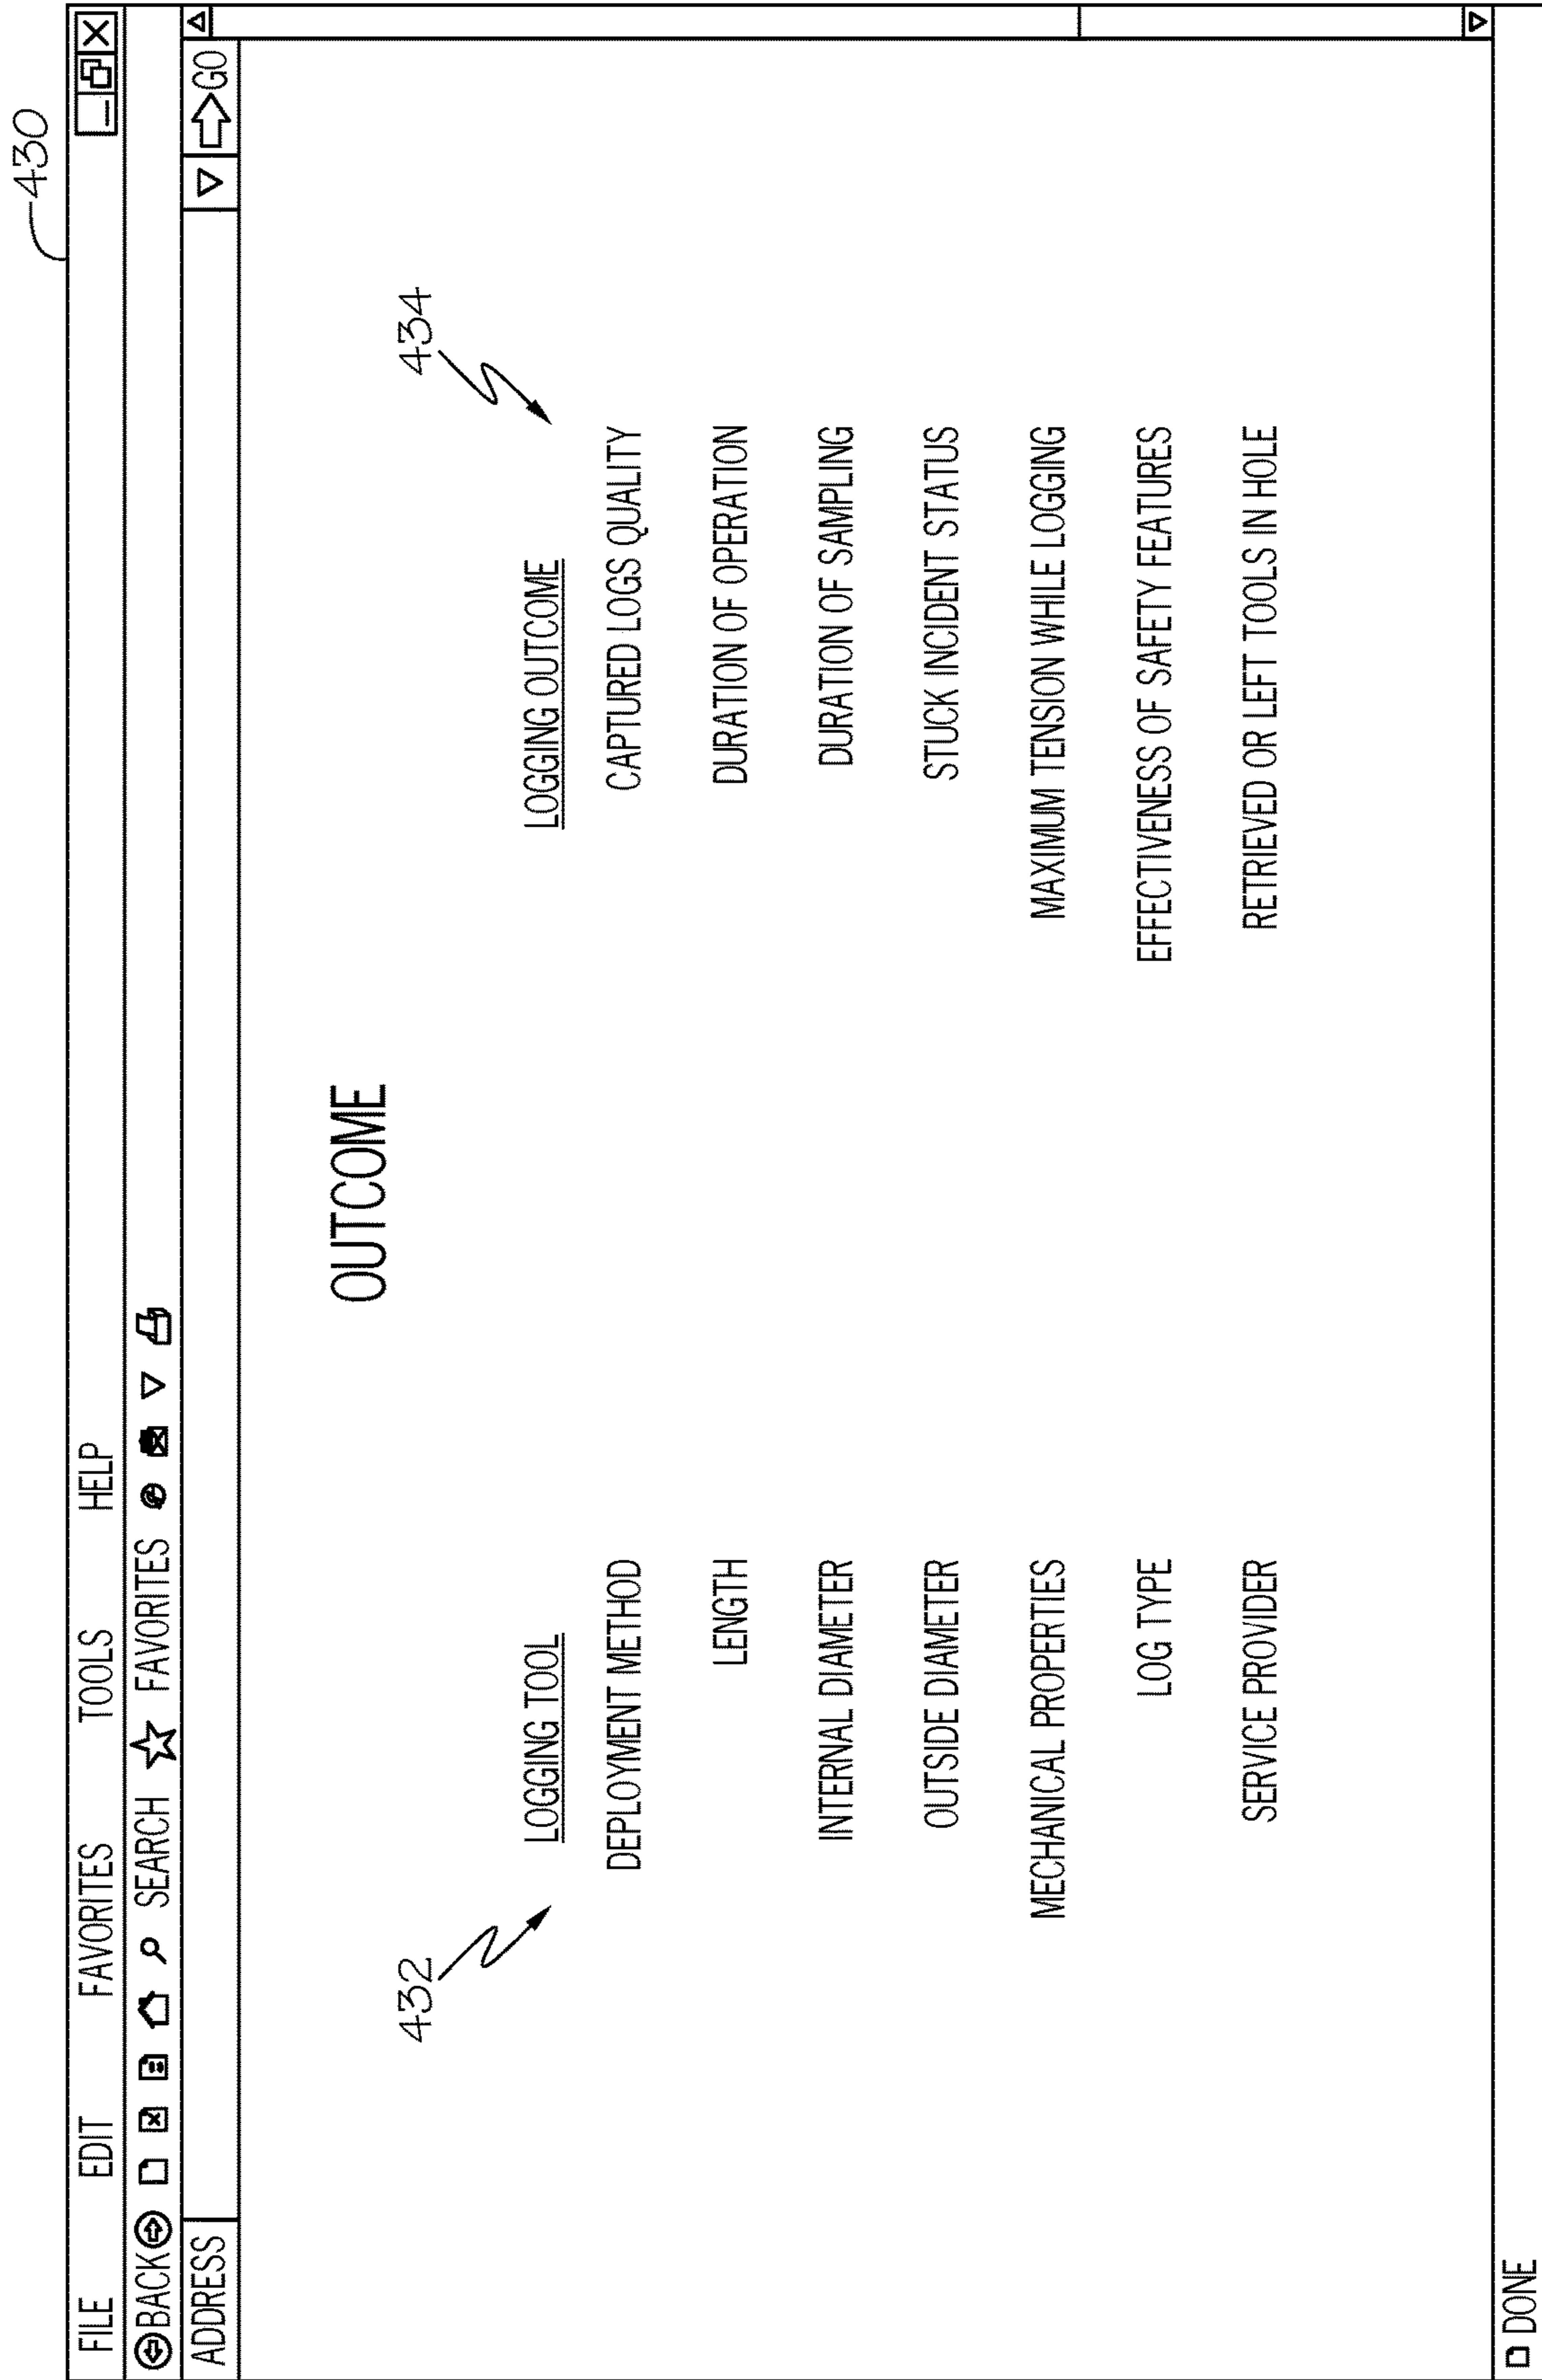 430
FILE EDIT FAVORITES TOOLS HELP
BACK SEARCH FAVORITES
ADDRESS GO
OUTCOME
432 434
LOGGING TOOL LOGGING OUTCOME
DEPLOYMENT METHOD CAPTURED LOGS QUALITY
LENGTH DURATION OF OPERATION
INTERNAL DIAMETER DURATION OF SAMPLING
OUTSIDE DIAMETER STUCK INCIDENT STATUS
MECHANICAL PROPERTIES MAXIMUM TENSION WHILE LOGGING
LOG TYPE EFFECTIVENESS OF SAFETY FEATURES
SERVICE PROVIDER RETRIEVED OR LEFT TOOLS IN HOLE
DONE